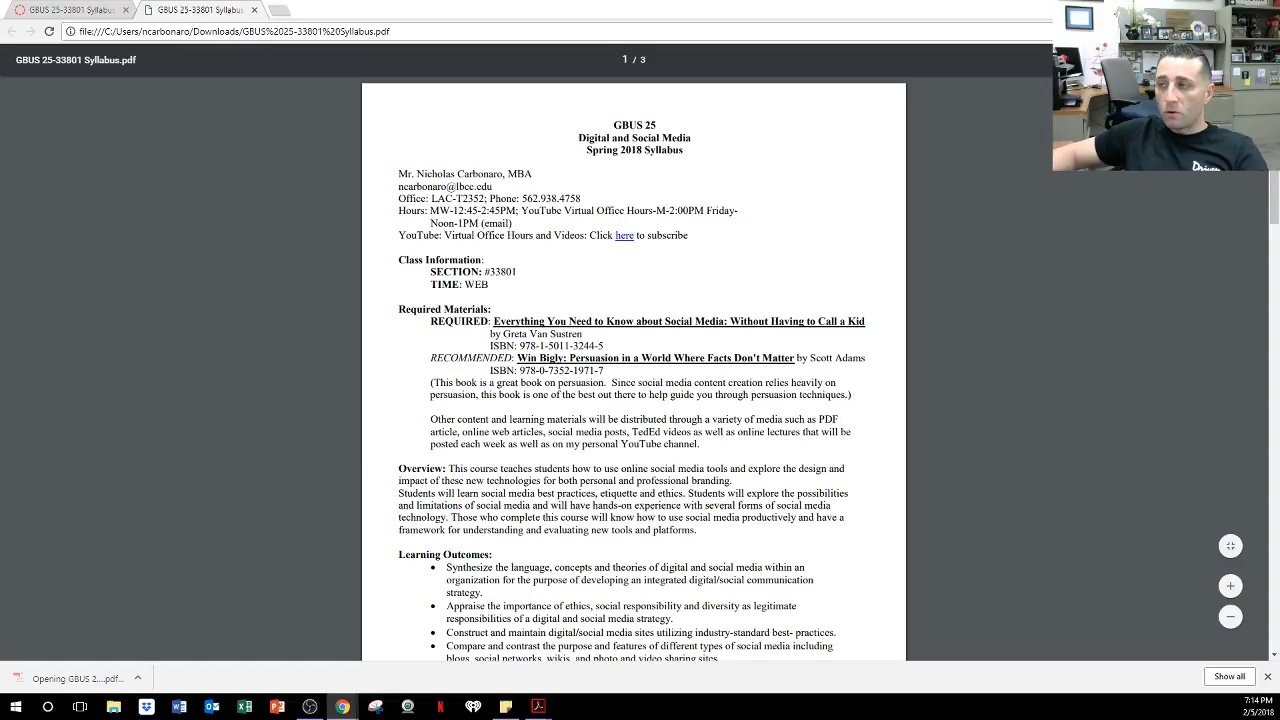 GBUS 25-33801 Syllabus
GBUS 25-33801 Syllabus.pdf
file:///C:/Users/ncarbonaro/Downloads/GBUS%2025-33801%20Syllabus.pdf
GBUS 25-33801 Syllabus.pdf
1 / 3
GBUS 25
Digital and Social Media
Spring 2018 Syllabus
Mr. Nicholas Carbonaro, MBA
ncarbonaro@lbcc.edu
Office: LAC-T2352; Phone: 562.938.4758
Hours: MW-12:45-2:45PM; YouTube Virtual Office Hours-M-2:00PM Friday-
Noon-1PM (email)
YouTube: Virtual Office Hours and Videos: Click here to subscribe
Class Information:
SECTION: #33801
TIME: WEB
Required Materials:
REQUIRED: Everything You Need to Know about Social Media: Without Having to Call a Kid
by Greta Van Sustren
ISBN: 978-1-5011-3244-5
RECOMMENDED: Win Bigly: Persuasion in a World Where Facts Don't Matter by Scott Adams
ISBN: 978-0-7352-1971-7
(This book is a great book on persuasion. Since social media content creation relies heavily on
persuasion, this book is one of the best out there to help guide you through persuasion techniques.)
Other content and learning materials will be distributed through a variety of media such as PDF
article, online web articles, social media posts, TedEd videos as well as online lectures that will be
posted each week as well as on my personal YouTube channel.
Overview: This course teaches students how to use online social media tools and explore the design and
impact of these new technologies for both personal and professional branding.
Students will learn social media best practices, etiquette and ethics. Students will explore the possibilities
and limitations of social media and will have hands-on experience with several forms of social media
technology. Those who complete this course will know how to use social media productively and have a
framework for understanding and evaluating new tools and platforms.
Learning Outcomes:
• Synthesize the language, concepts and theories of digital and social media within an
organization for the purpose of developing an integrated digital/social communication
strategy.
• Appraise the importance of ethics, social responsibility and diversity as legitimate
responsibilities of a digital and social media strategy.
• Construct and maintain digital/social media sites utilizing industry-standard best- practices.
• Compare and contrast the purpose and features of different types of social media including
blogs, social networks, wikis, and photo and video sharing sites.
Opening GBUS 2....pdf
Show all
7:14 PM
2/5/2018